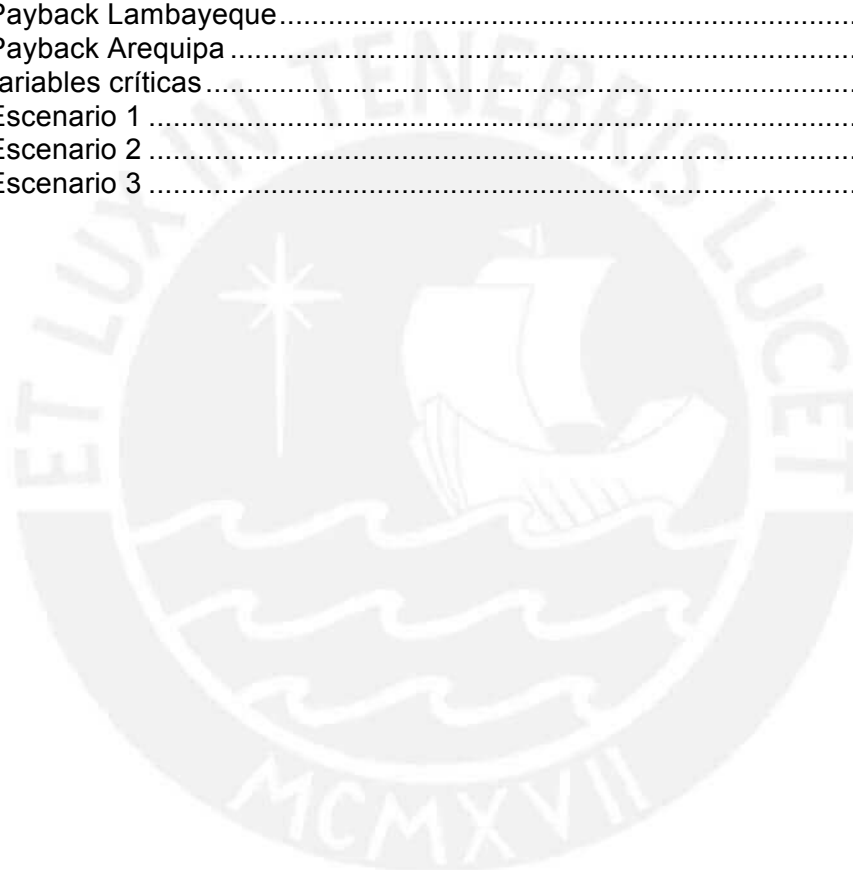 Payback Lambayeque
Payback Arequipa
ariables críticas
Escenario 1
Escenario 2
Escenario 3
ET LUX IN TENEBRIS LUCET
MCMXVII